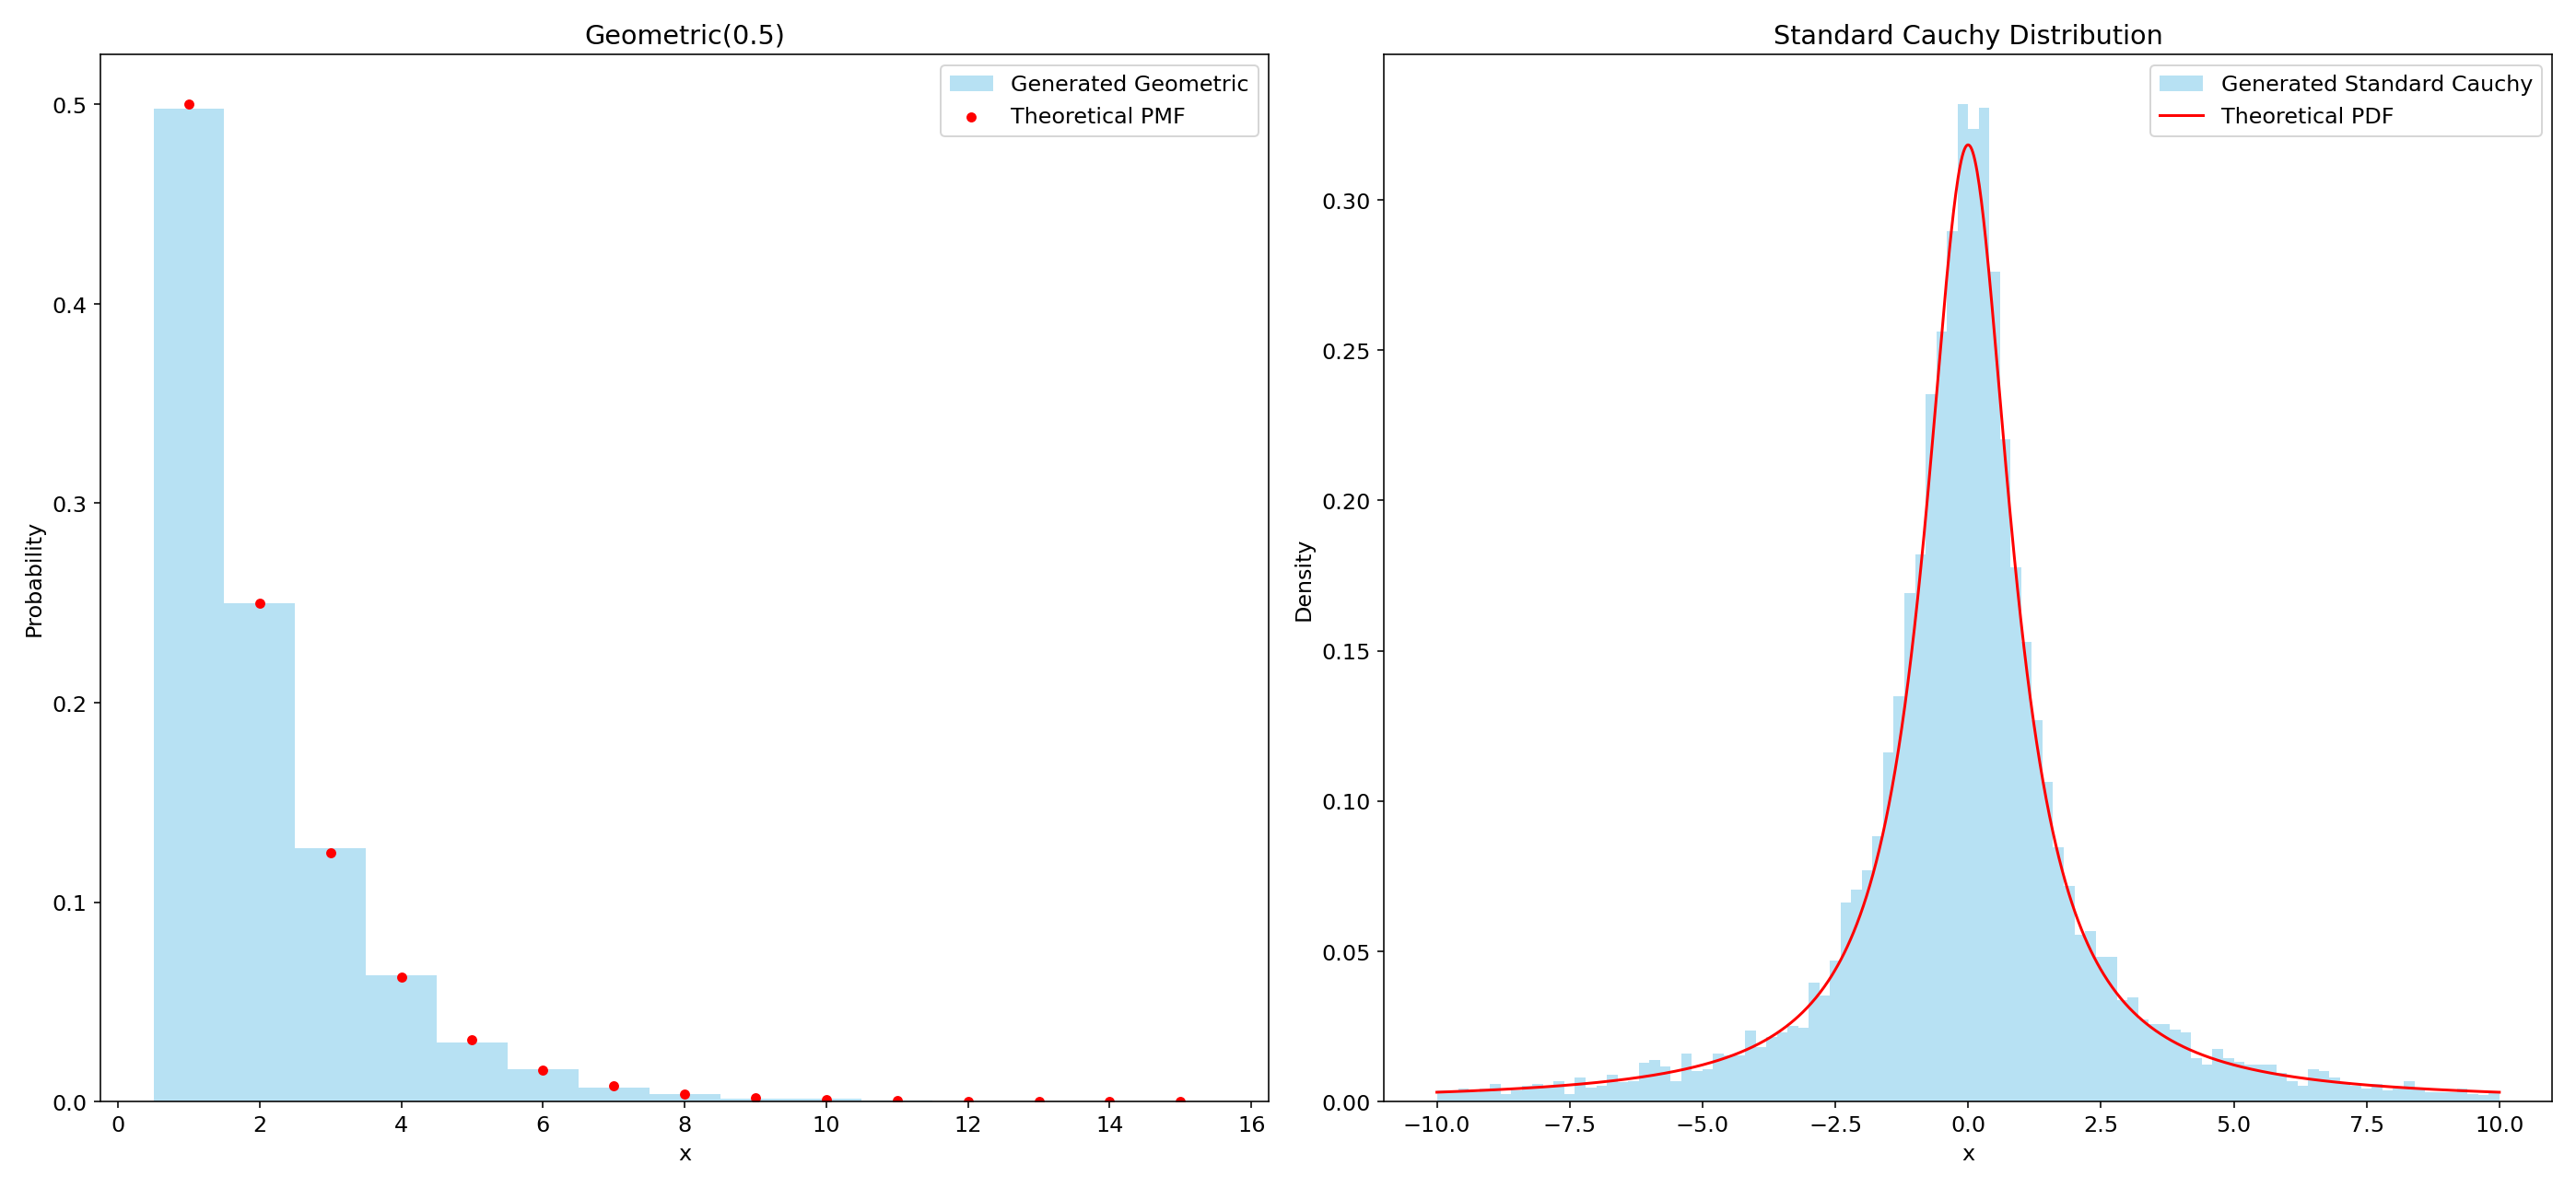 Geometric(0.5)
Generated Geometric
Theoretical PMF
Probability
0.5
0.4
0.3
0.2
0.1
0.0
0 2 4 6 8 10 12 14 16
x
Standard Cauchy Distribution
Generated Standard Cauchy
Theoretical PDF
Density
0.30
0.25
0.20
0.15
0.10
0.05
0.00
−10.0 −7.5 −5.0 −2.5 0.0 2.5 5.0 7.5 10.0
x